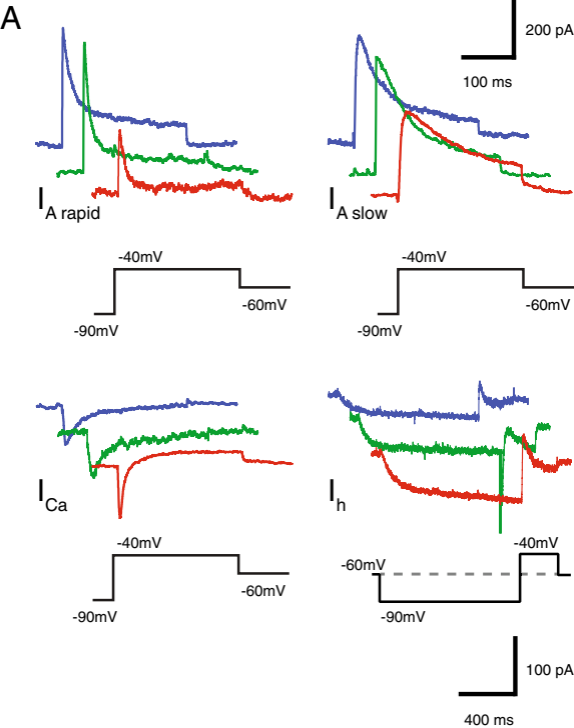 A
200 pA
100 ms
I A rapid
I A slow
-40mV
-60mV
-90mV
-40mV
-60mV
-90mV
I Ca
I h
-40mV
-60mV
-90mV
-40mV
-60mV
-90mV
100 pA
400 ms